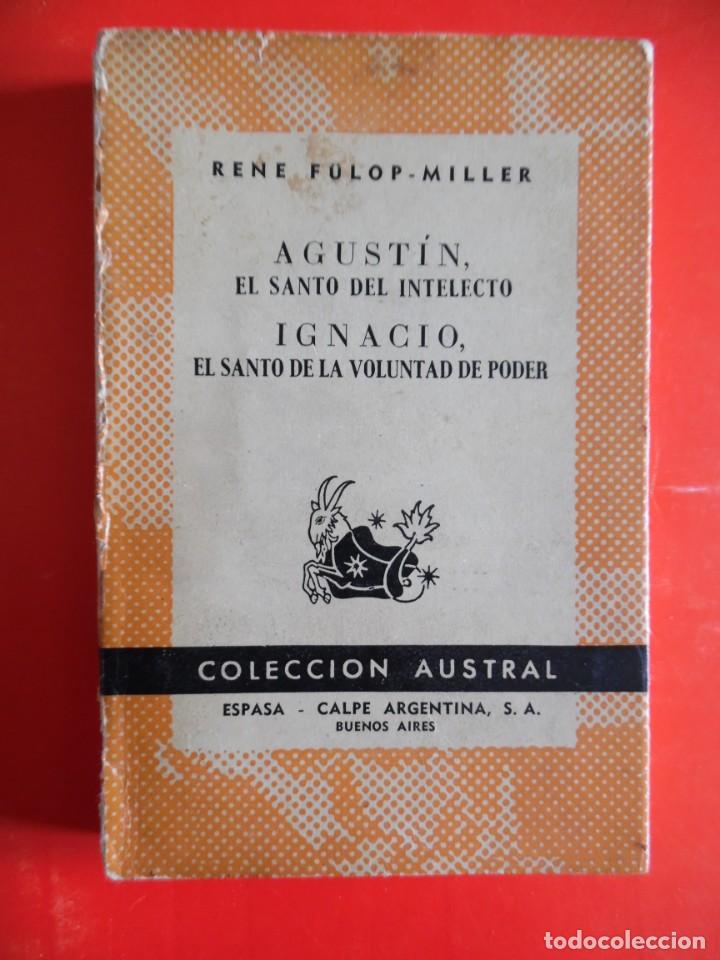 RENE FÜLOP-MILLER
AGUSTÍN,
EL SANTO DEL INTELECTO
IGNACIO,
EL SANTO DE LA VOLUNTAD DE PODER
COLECCION AUSTRAL
ESPASA - CALPE ARGENTINA, S. A.
BUENOS AIRES
todocoleccion